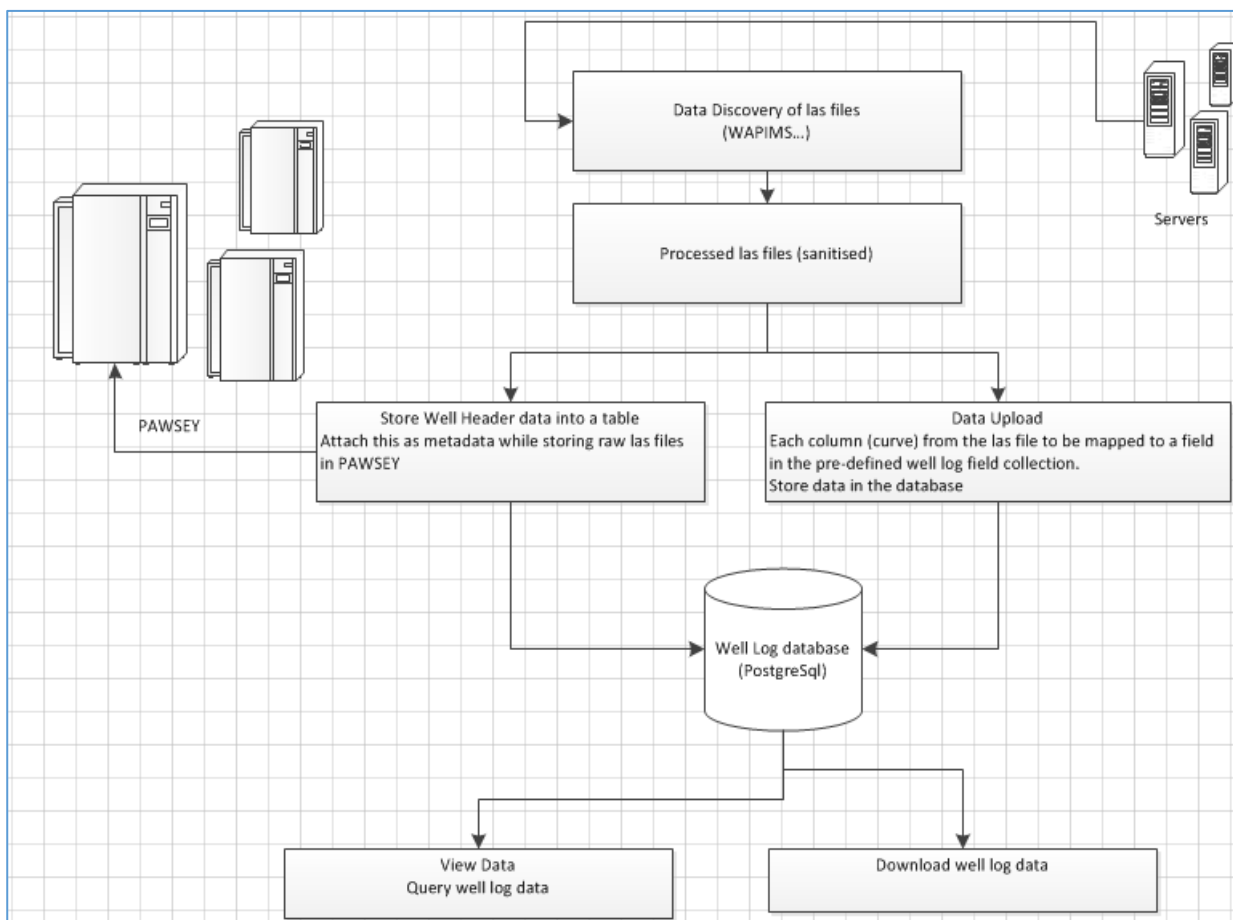 Data Discovery of las files
(WAPIMS...)
Servers
Processed las files (sanitised)
PAWSEY
Store Well Header data into a table
Attach this as metadata while storing raw las files
in PAWSEY
Data Upload
Each column (curve) from the las file to be mapped to a field
in the pre-defined well log field collection.
Store data in the database
Well Log database
(PostgreSql)
View Data
Query well log data
Download well log data